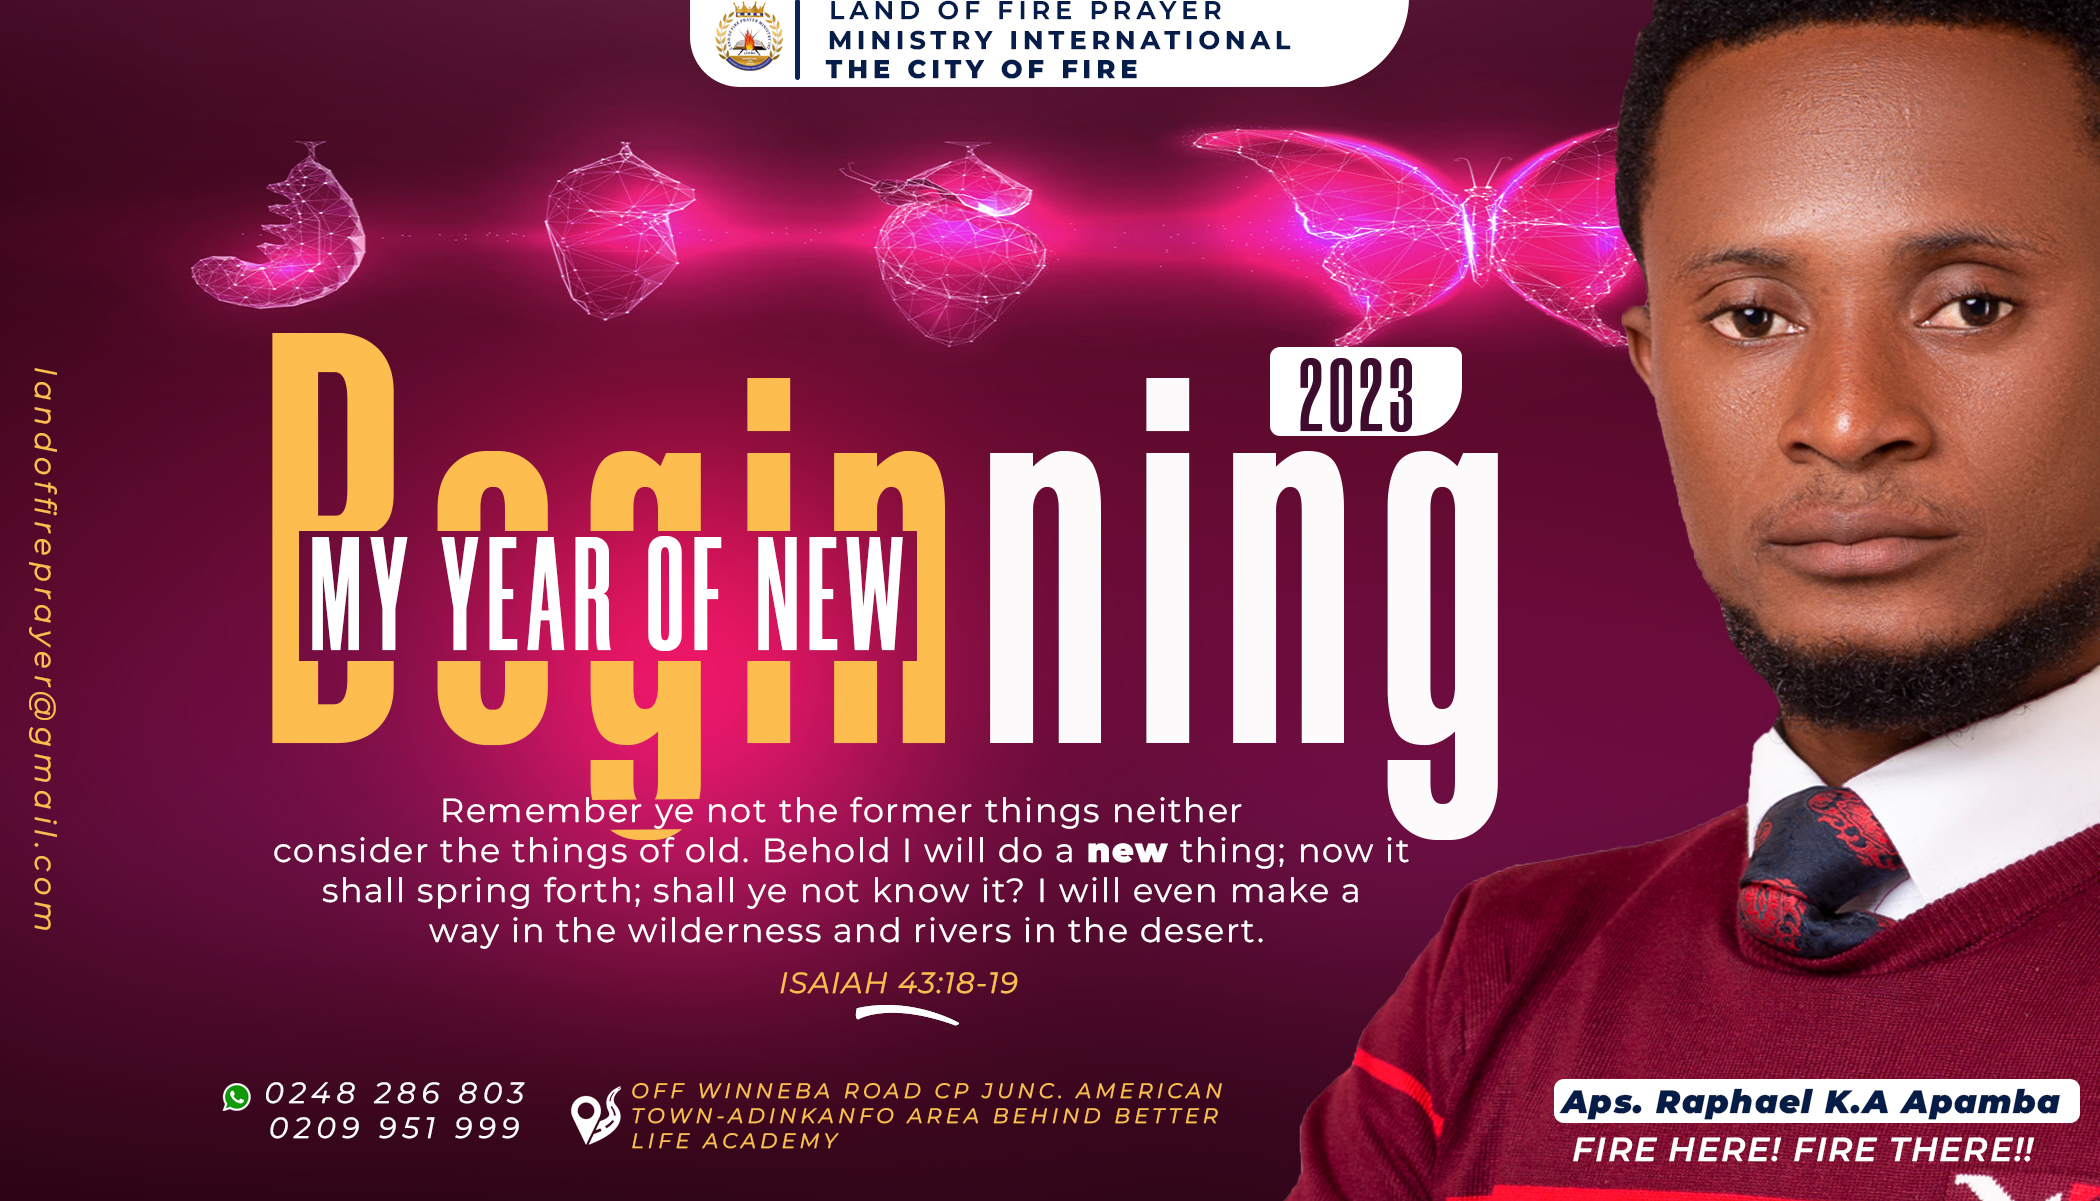 LAND OF FIRE PRAYER
MINISTRY INTERNATIONAL
THE CITY OF FIRE
landoffireprayer@gmail.com
2023
Beginning
MY YEAR OF NEW
Remember ye not the former things neither
consider the things of old. Behold I will do a new thing; now it
shall spring forth; shall ye not know it? I will even make a
way in the wilderness and rivers in the desert.
ISAIAH 43:18-19
0248 286 803
0209 951 999
OFF WINNEBA ROAD CP JUNC. AMERICAN
TOWN-ADINKANFO AREA BEHIND BETTER
LIFE ACADEMY
Aps. Raphael K.A Apamba
FIRE HERE! FIRE THERE!!